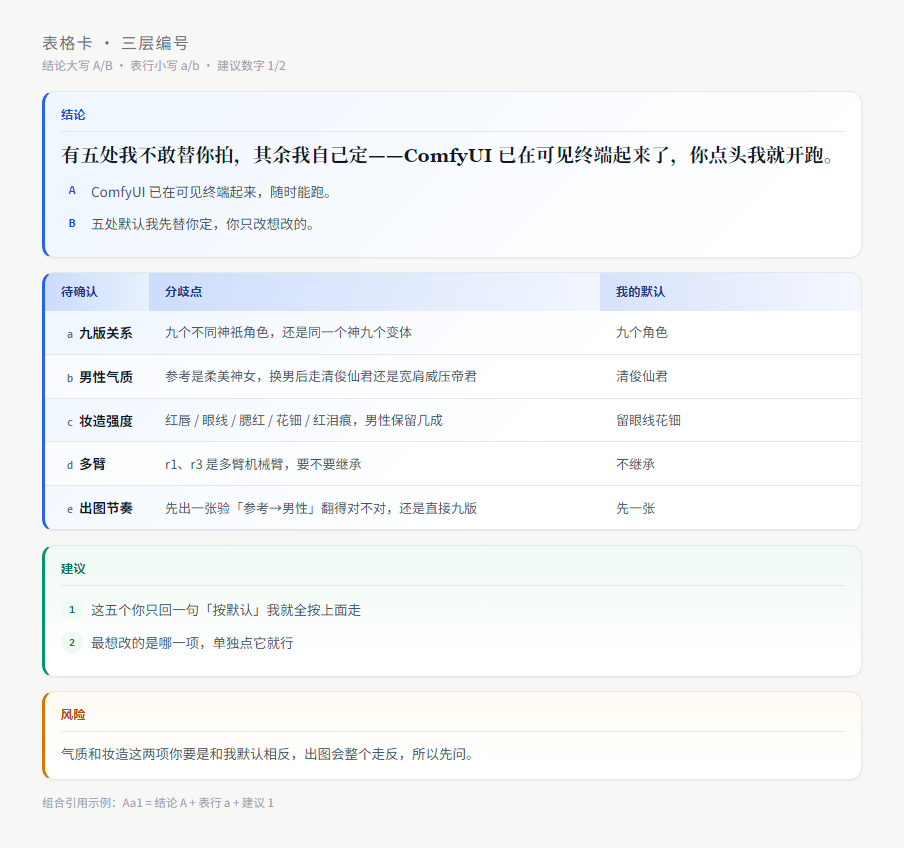 表格卡 · 三层编号
结论大写 A/B · 表行小写 a/b · 建议数字 1/2
结论
有五处我不敢替你拍，其余我自己定——ComfyUI 已在可见终端起来了，你点头我就开跑。
A ComfyUI 已在可见终端起来，随时能跑。
B 五处默认我先替你定，你只改想改的。
待确认 分歧点 我的默认
a 九版关系 九个不同神祇角色，还是同一个神九个变体 九个角色
b 男性气质 参考是柔美神女，换男后走清俊仙君还是宽肩威压帝君 清俊仙君
c 妆造强度 红唇 / 眼线 / 腮红 / 花钿 / 红泪痕，男性保留几成 留眼线花钿
d 多臂 r1、r3 是多臂机械臂，要不要继承 不继承
e 出图节奏 先出一张验「参考→男性」翻得对不对，还是直接九版 先一张
建议
1 这五个你只回一句「按默认」我就全按上面走
2 最想改的是哪一项，单独点它就行
风险
气质和妆造这两项你要是和我默认相反，出图会整个走反，所以先问。
组合引用示例：Aa1 = 结论 A + 表行 a + 建议 1